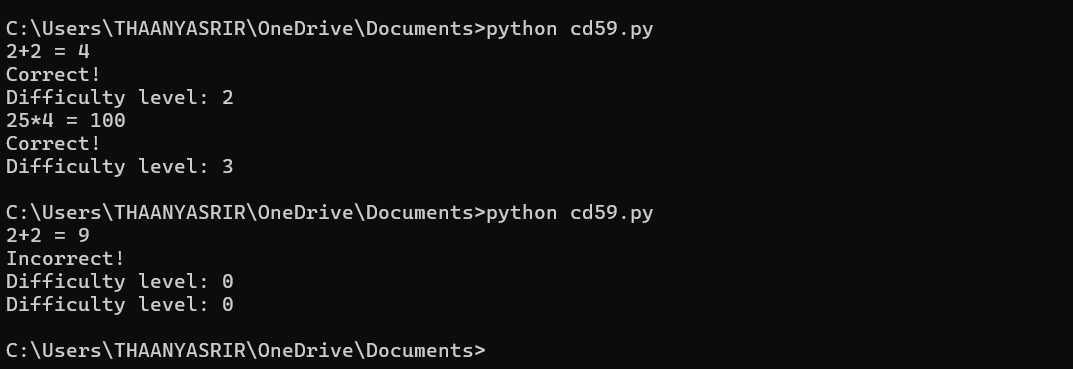 C:\Users\THAANYASRIR\OneDrive\Documents>python cd59.py
2+2 = 4
Correct!
Difficulty level: 2
25*4 = 100
Correct!
Difficulty level: 3
C:\Users\THAANYASRIR\OneDrive\Documents>python cd59.py
2+2 = 9
Incorrect!
Difficulty level: 0
Difficulty level: 0
C:\Users\THAANYASRIR\OneDrive\Documents>